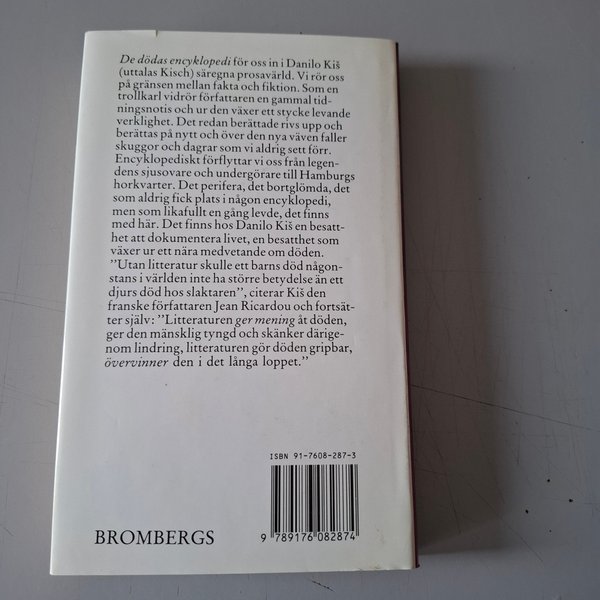 De dödas encyklopedi för oss in i Danilo Kiš
(uttalas Kisch) säregna prosavärld. Vi rör oss
på gränsen mellan fakta och fiktion. Som en
trollkarl vidrör författaren en gammal tid-
ningsnotis och ur den växer ett stycke levande
verklighet. Det redan berättade rivs upp och
berättas på nytt och över den nya väven faller
skuggor och dagrar som vi aldrig sett förr.
Encyklopediskt förflyttar vi oss från legen-
dens sjusovare och undergörare till Hamburgs
horkvarter. Det perifera, det bortglömda, det
som aldrig fick plats i någon encyklopedi,
men som likafullt en gång levde, det finns
med här. Det finns hos Danilo Kiš en besatt-
het att dokumentera livet, en besatthet som
växer ur ett nära medvetande om döden.
”Utan litteratur skulle ett barns död någon-
stans i världen inte ha större betydelse än ett
djurs död hos slaktaren”, citerar Kiš den
franske författaren Jean Ricardou och fortsät-
ter själv: ”Litteraturen ger mening åt döden,
ger den mänsklig tyngd och skänker därige-
nom lindring, litteraturen gör döden gripbar,
övervinner den i det långa loppet.”
ISBN 91-7608-287-3
9 789176 082874
BROMBERGS